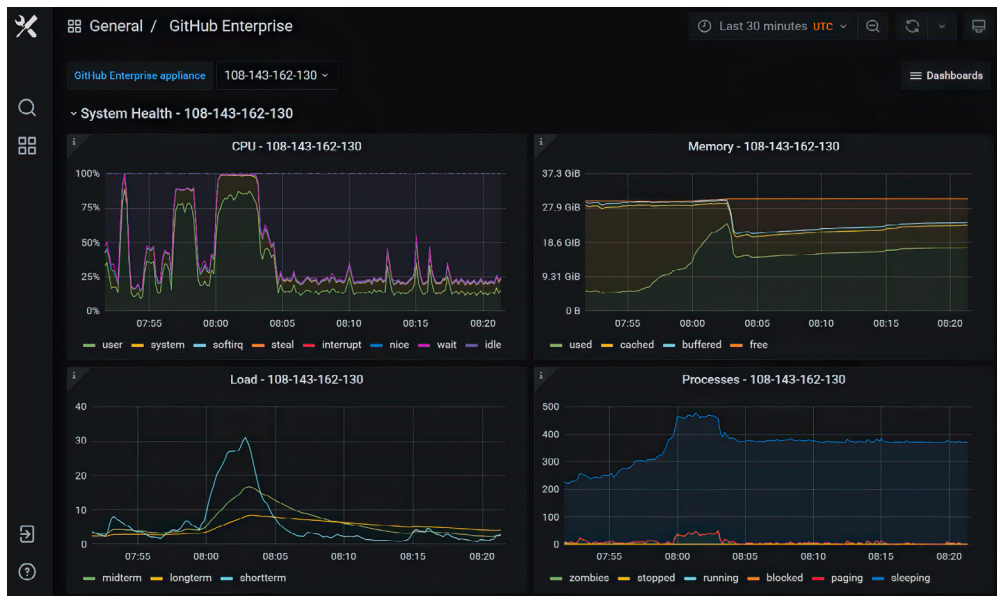 General / GitHub Enterprise
Last 30 minutes UTC
GitHub Enterprise appliance 108-143-162-130
Dashboards
System Health - 108-143-162-130
i
CPU - 108-143-162-130
100%
75%
50%
25%
0%
07:55 08:00 08:05 08:10 08:15 08:20
user system softirq steal interrupt nice wait idle
i
Memory - 108-143-162-130
37.3 GiB
27.9 GiB
18.6 GiB
9.31 GiB
0 B
07:55 08:00 08:05 08:10 08:15 08:20
used cached buffered free
i
Load - 108-143-162-130
40
30
20
10
0
07:55 08:00 08:05 08:10 08:15 08:20
midterm longterm shortterm
i
Processes - 108-143-162-130
500
400
300
200
100
0
07:55 08:00 08:05 08:10 08:15 08:20
zombies stopped running blocked paging sleeping
?